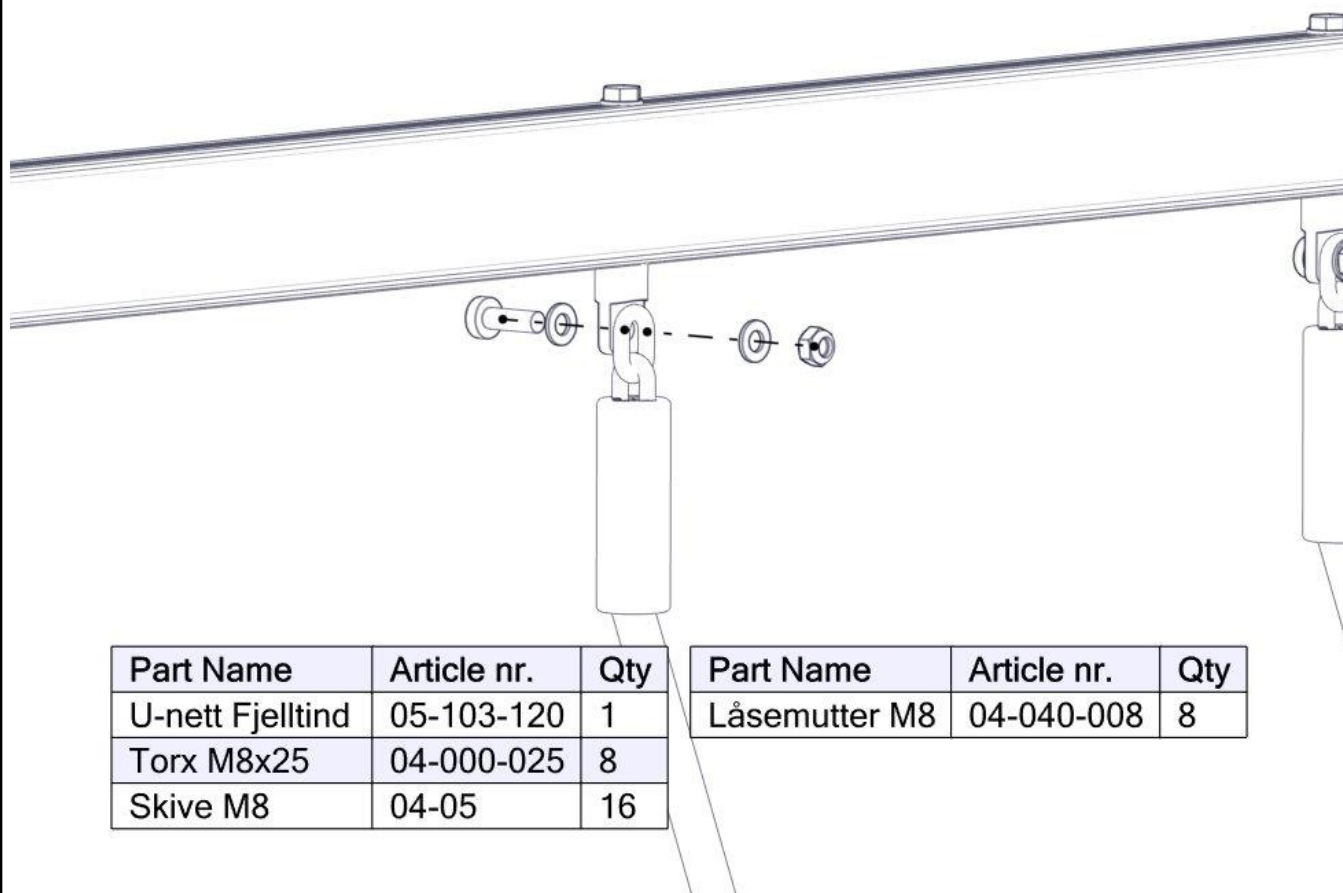 Part Name Article nr. Qty
U-nett Fjelltind 05-103-120 1
Torx M8x25 04-000-025 8
Skive M8 04-05 16
Part Name Article nr. Qty
Låsemutter M8 04-040-008 8